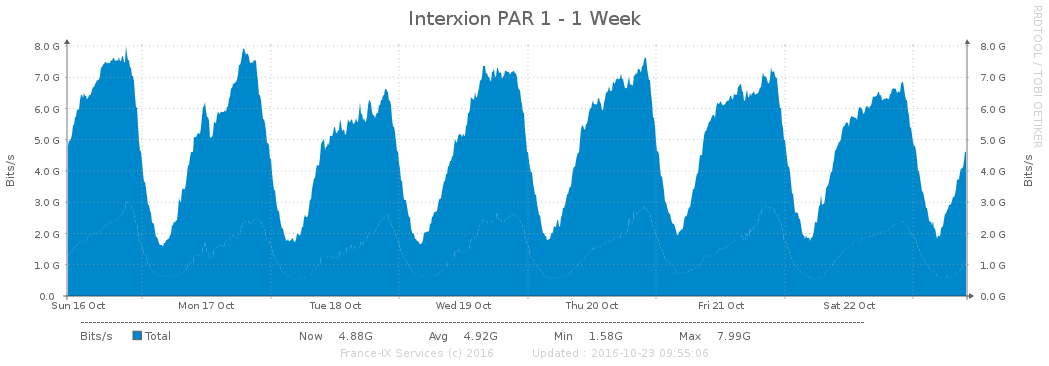 Interxion PAR 1 - 1 Week
RRDTOOL / TOBI OETIKER
Bits/s
8.0 G 8.0 G
7.0 G 7.0 G
6.0 G 6.0 G
5.0 G 5.0 G
4.0 G 4.0 G
3.0 G 3.0 G
2.0 G 2.0 G
1.0 G 1.0 G
0.0 0.0 G
Bits/s
Sun 16 Oct Mon 17 Oct Tue 18 Oct Wed 19 Oct Thu 20 Oct Fri 21 Oct Sat 22 Oct
Bits/s Total Now 4.88G Avg 4.92G Min 1.58G Max 7.99G
France-IX Services (c) 2016 Updated : 2016-10-23 09:55:06